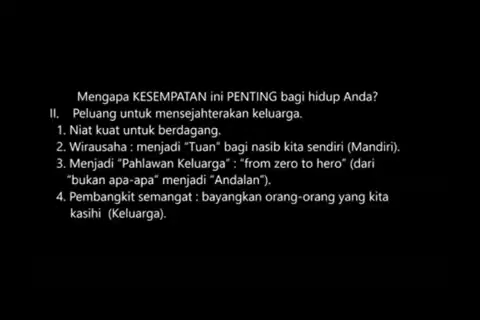 Mengapa KESEMPATAN ini PENTING bagi hidup Anda?
II. Peluang untuk mensejahterakan keluarga.
1. Niat kuat untuk berdagang.
2. Wirausaha : menjadi "Tuan" bagi nasib kita sendiri (Mandiri).
3. Menjadi "Pahlawan Keluarga" : "from zero to hero" (dari
"bukan apa-apa" menjadi "Andalan").
4. Pembangkit semangat : bayangkan orang-orang yang kita
kasihi (Keluarga).